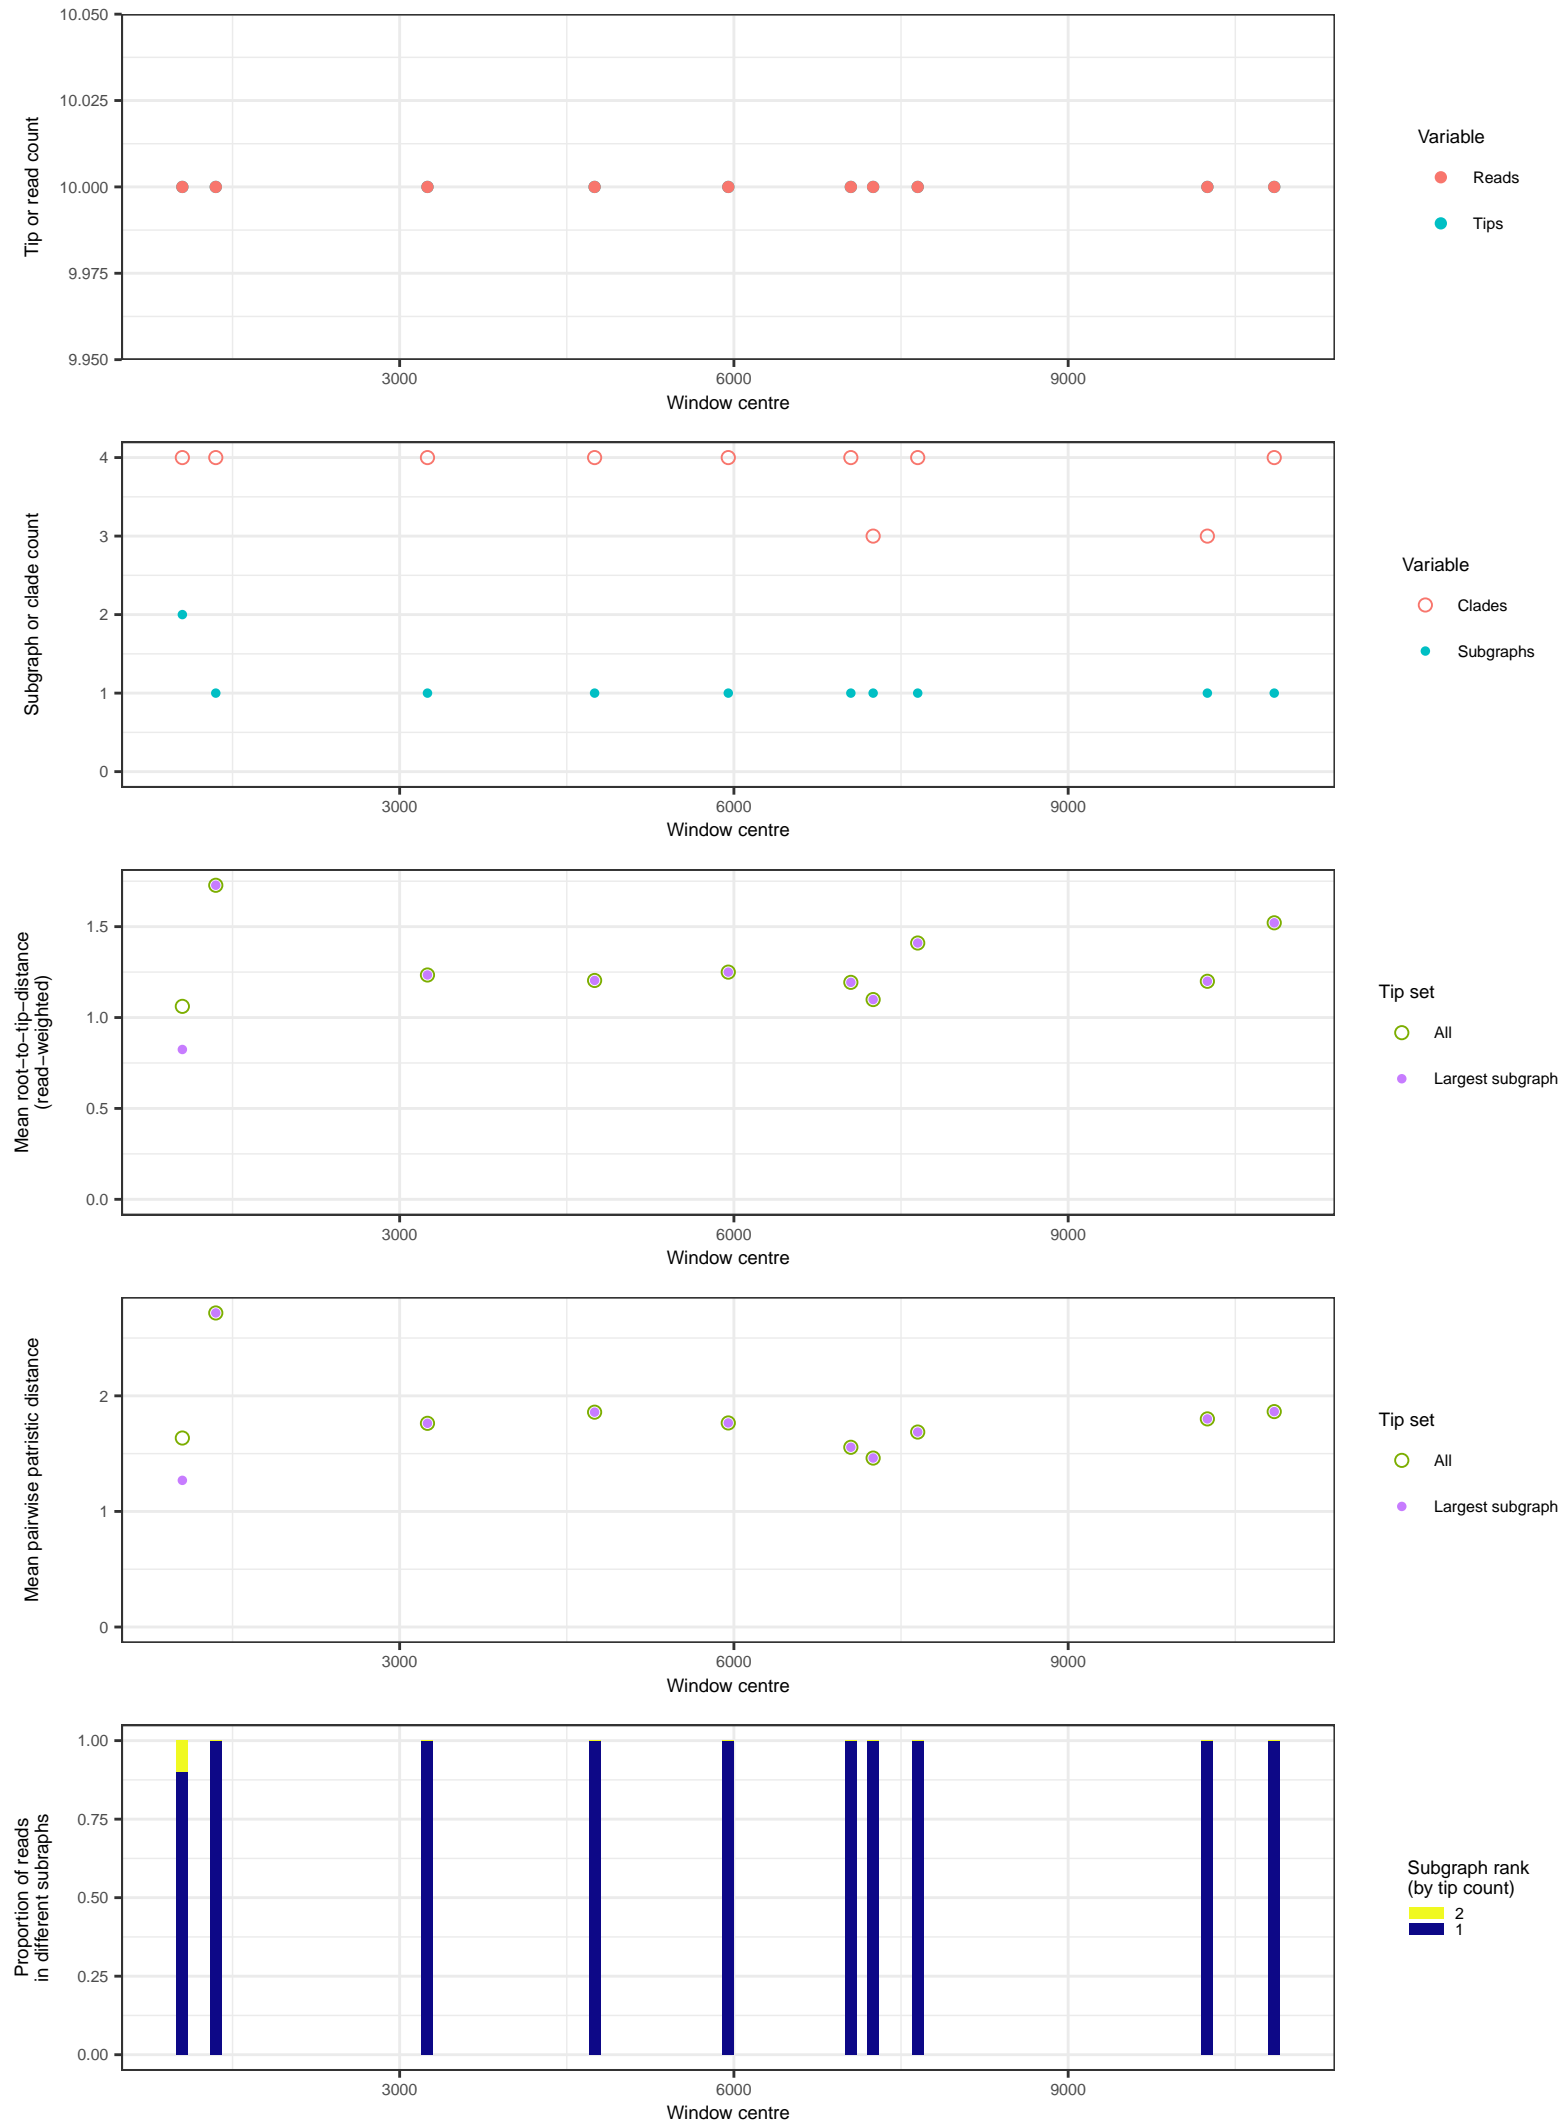 10.050
10.025
10.000
9.975
9.950
Tip or read count
3000
6000
9000
Window centre
Variable
Reads
Tips
4
3
2
1
0
Subgraph or clade count
3000
6000
9000
Window centre
Variable
Clades
Subgraphs
1.5
1.0
0.5
0.0
Mean root−to−tip−distance
(read−weighted)
3000
6000
9000
Window centre
Tip set
All
Largest subgraph
2
1
0
Mean pairwise patristic distance
3000
6000
9000
Window centre
Tip set
All
Largest subgraph
1.00
0.75
0.50
0.25
0.00
Proportion of reads
in different subraphs
3000
6000
9000
Window centre
Subgraph rank
(by tip count)
2
1